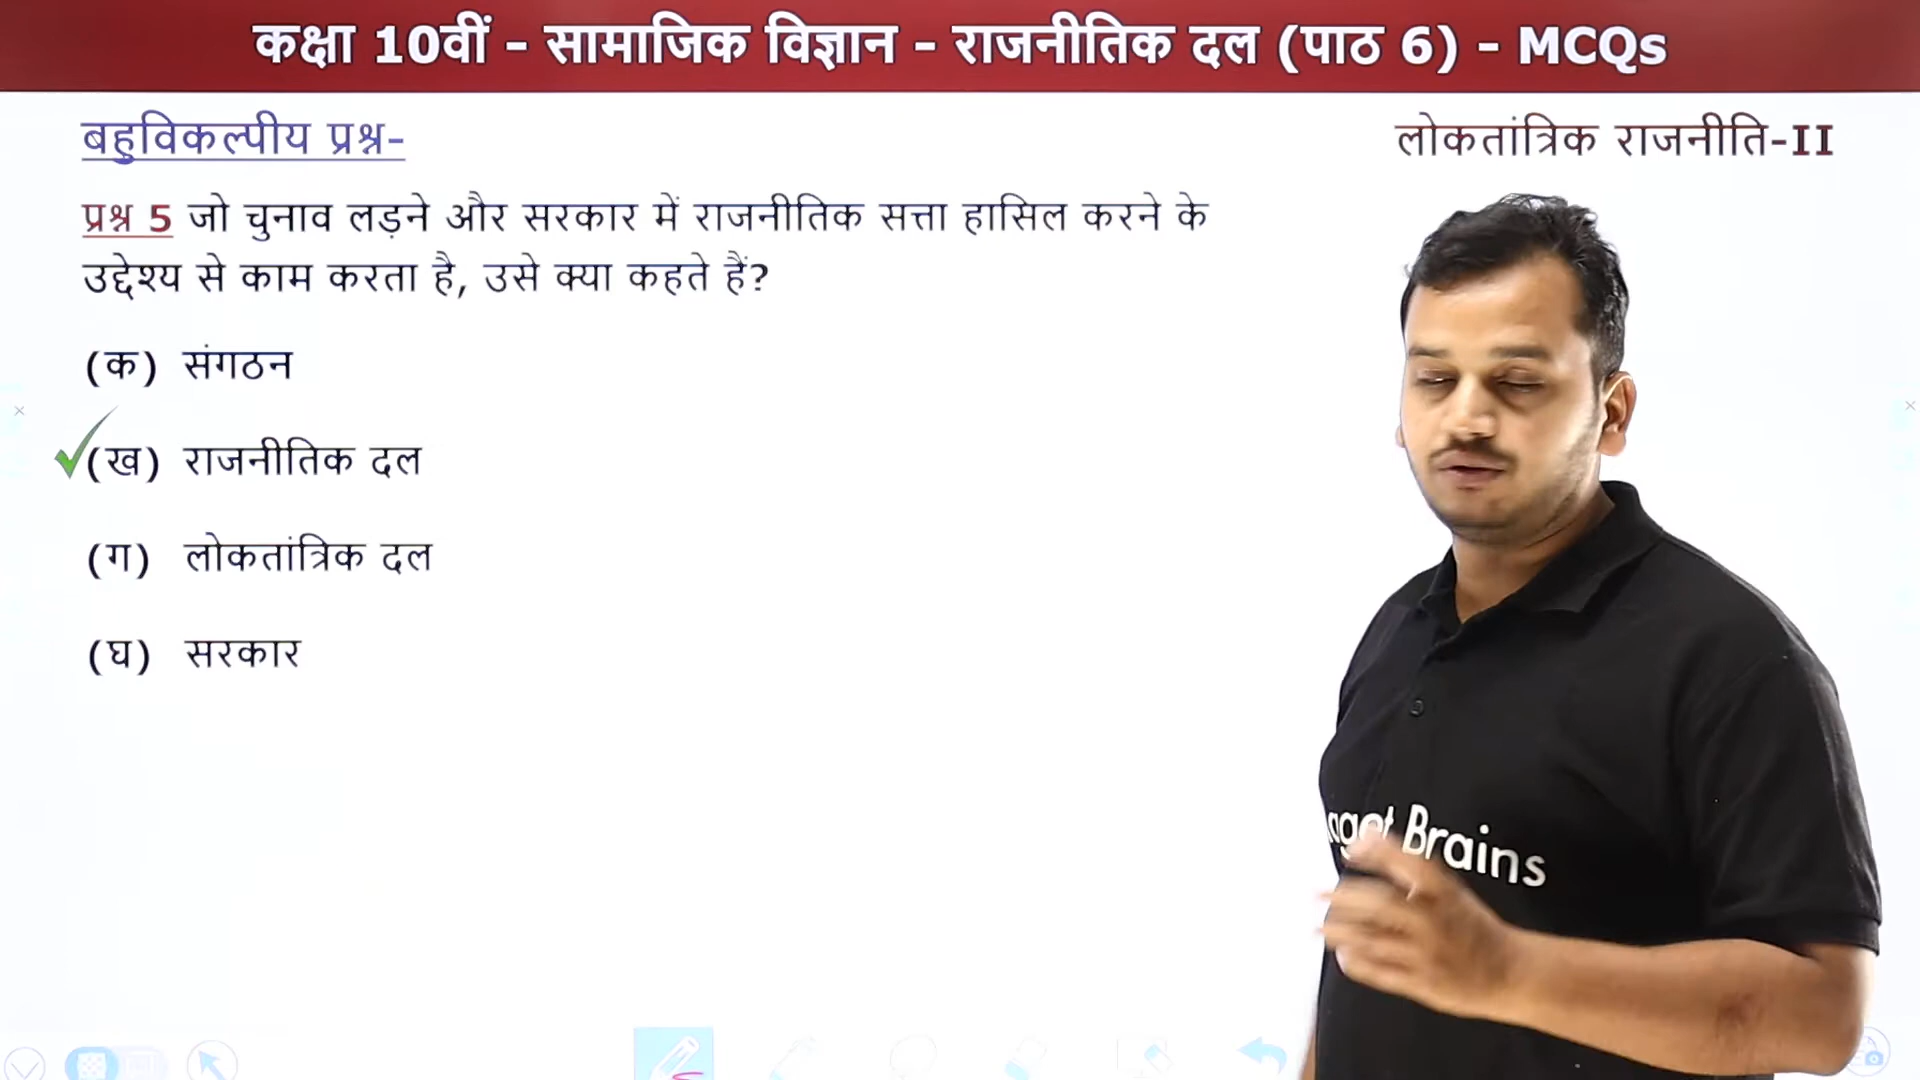 कक्षा 10वीं - सामाजिक विज्ञान - राजनीतिक दल (पाठ 6) - MCQs
बहुविकल्पीय प्रश्न-
लोकतांत्रिक राजनीति-II
प्रश्न 5 जो चुनाव लड़ने और सरकार में राजनीतिक सत्ता हासिल करने के
उद्देश्य से काम करता है, उसे क्या कहते हैं?
(क) संगठन
(ख) राजनीतिक दल
(ग) लोकतांत्रिक दल
(घ) सरकार
Brains